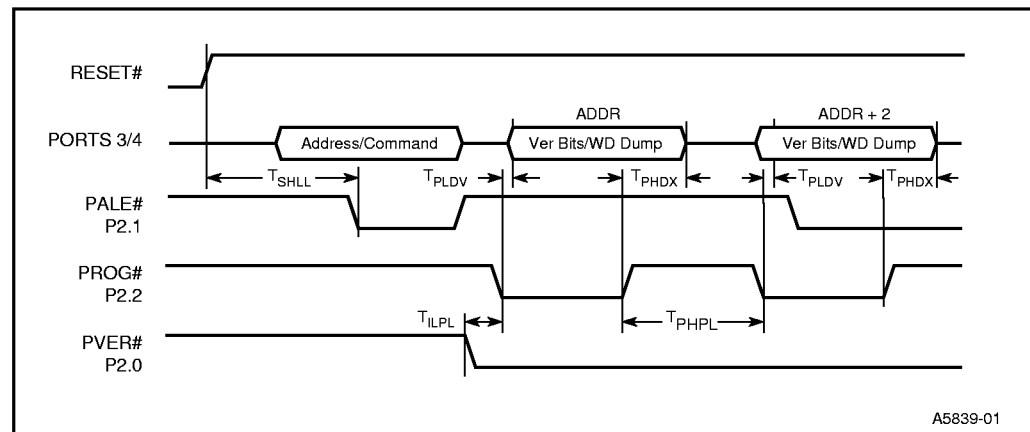 RESET#
ADDR
ADDR + 2
PORTS 3/4
Address/Command
Ver Bits/WD Dump
Ver Bits/WD Dump
TSHLL
TPLDV
TPHDX
TPLDV
TPHDX
PALE#
P2.1
PROG#
P2.2
TILPL
TPHPL
PVER#
P2.0
A5839-01